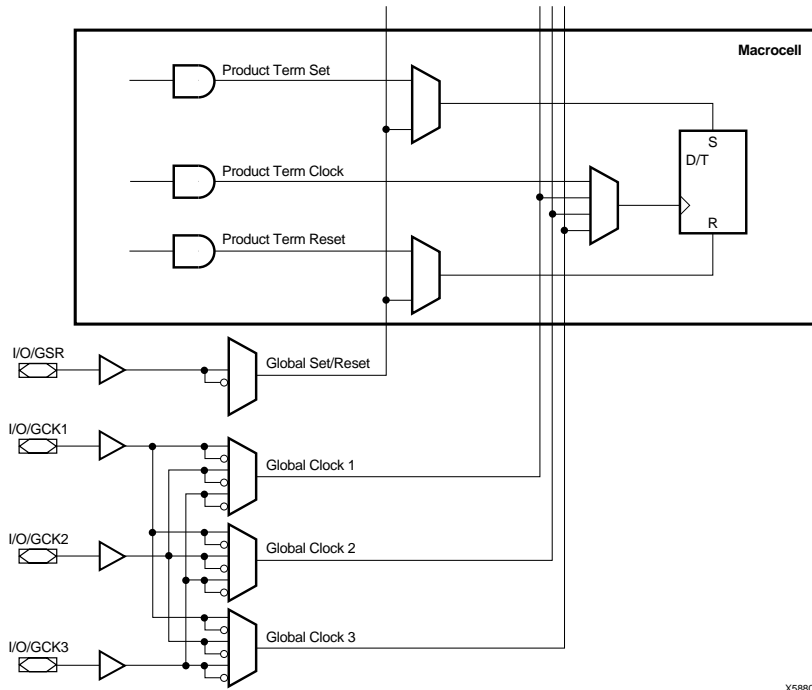 Macrocell
Product Term Set
S
D/T
Product Term Clock
R
Product Term Reset
I/O/GSR
Global Set/Reset
I/O/GCK1
Global Clock 1
I/O/GCK2
Global Clock 2
I/O/GCK3
Global Clock 3
X5880